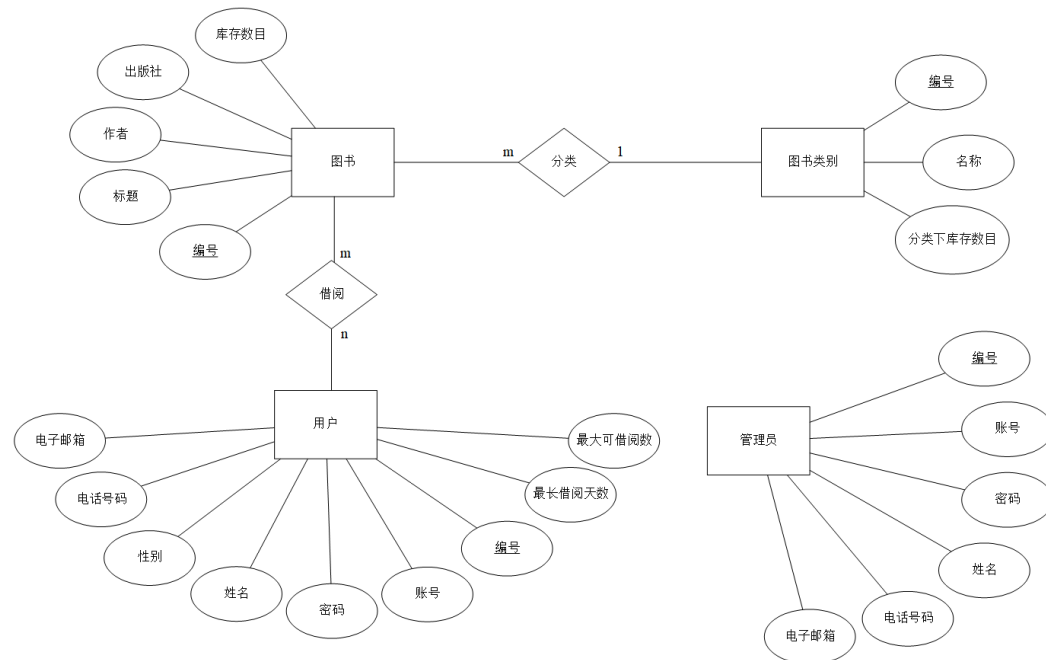 库存数目
出版社
作者
标题
编号
图书
m
分类
1
图书类别
编号
名称
分类下库存数目
m
借阅
n
用户
电子邮箱
电话号码
性别
姓名
密码
账号
编号
最长借阅天数
最大可借阅数
管理员
编号
账号
密码
姓名
电话号码
电子邮箱